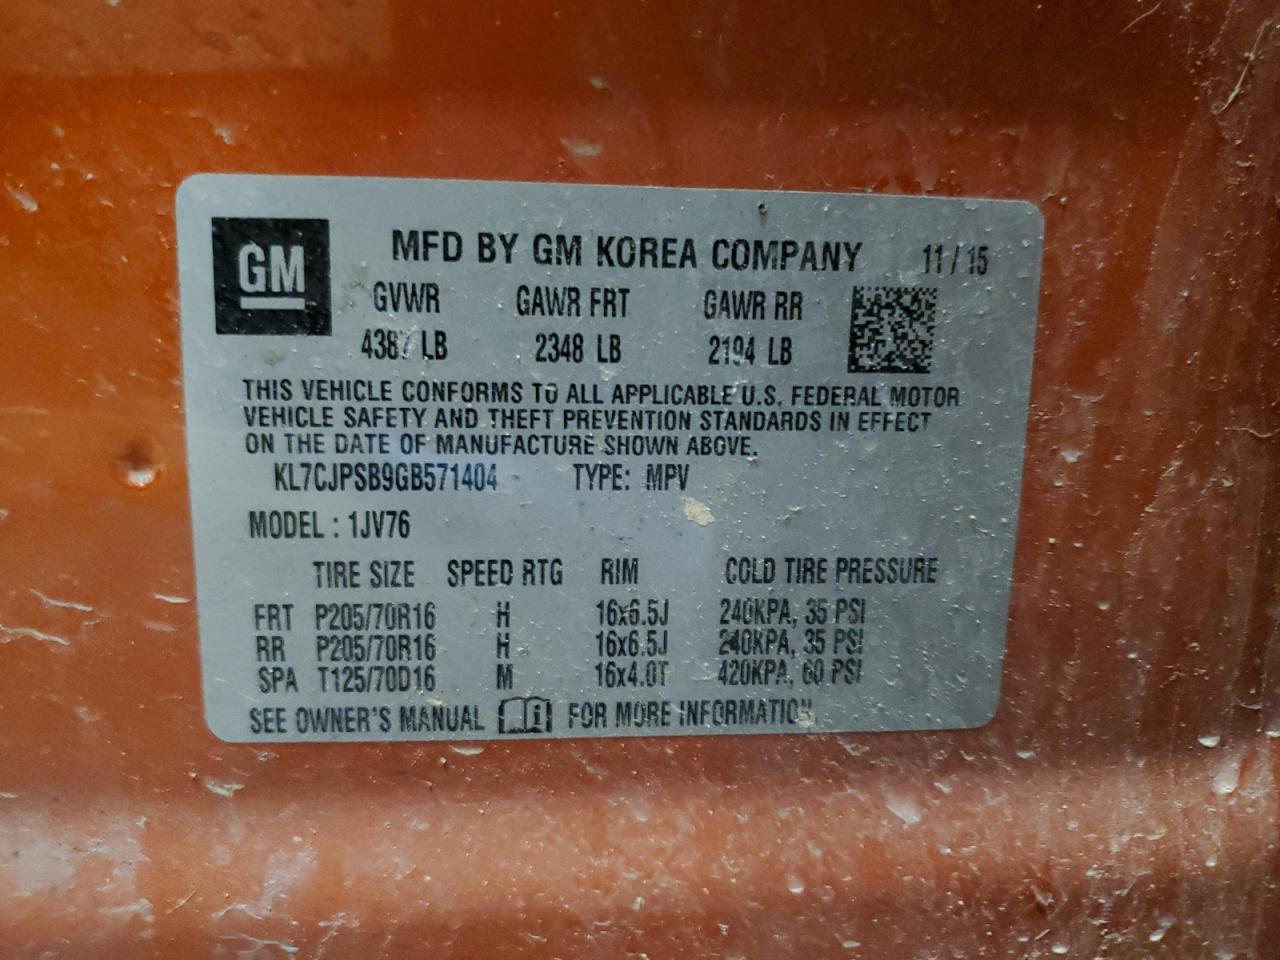 GM
MFD BY GM KOREA COMPANY 11/15
GVWR GAWR FRT GAWR RR
4387 LB 2348 LB 2194 LB
THIS VEHICLE CONFORMS TO ALL APPLICABLE U.S. FEDERAL MOTOR
VEHICLE SAFETY AND THEFT PREVENTION STANDARDS IN EFFECT
ON THE DATE OF MANUFACTURE SHOWN ABOVE.
KL7CJPSB9GB571404 TYPE: MPV
MODEL : 1JV76
TIRE SIZE SPEED RTG RIM COLD TIRE PRESSURE
FRT P205/70R16 H 16x6.5J 240KPA, 35 PSI
RR P205/70R16 H 16x6.5J 240KPA, 35 PSI
SPA T125/70D16 M 16x4.0T 420KPA, 60 PSI
SEE OWNER'S MANUAL i FOR MORE INFORMATION.